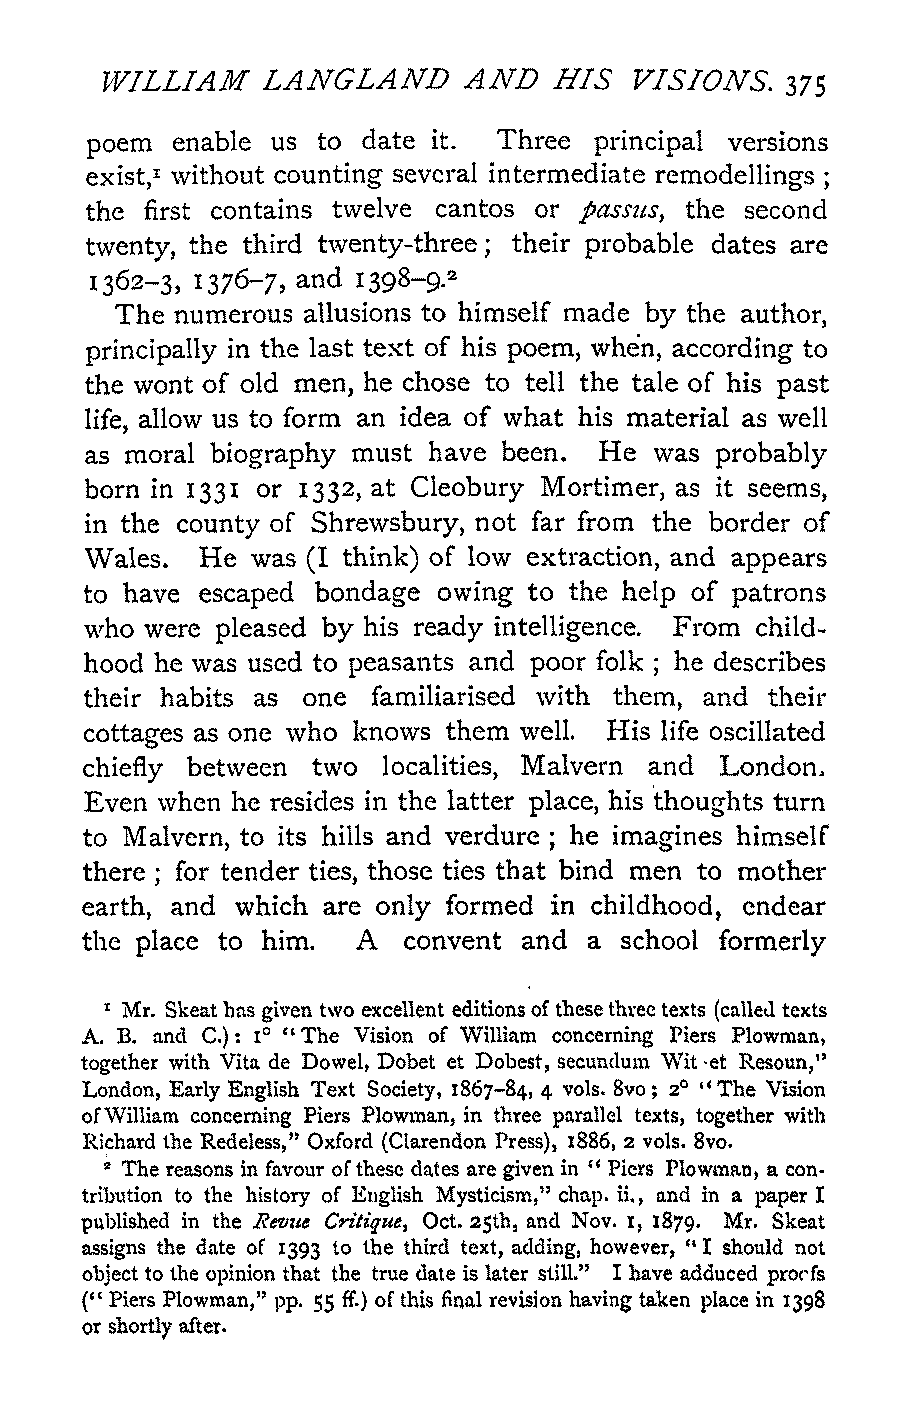 WILLIAM LANGLAND AND HIS VISIONS. 375
poem enable us to date it. Three principal versions
exist,¹ without counting several intermediate remodellings ;
the first contains twelve cantos or passus, the second
twenty, the third twenty-three ; their probable dates are
1362–3, 1376–7, and 1398–9.²
The numerous allusions to himself made by the author,
principally in the last text of his poem, when, according to
the wont of old men, he chose to tell the tale of his past
life, allow us to form an idea of what his material as well
as moral biography must have been. He was probably
born in 1331 or 1332, at Cleobury Mortimer, as it seems,
in the county of Shrewsbury, not far from the border of
Wales. He was (I think) of low extraction, and appears
to have escaped bondage owing to the help of patrons
who were pleased by his ready intelligence. From child-
hood he was used to peasants and poor folk ; he describes
their habits as one familiarised with them, and their
cottages as one who knows them well. His life oscillated
chiefly between two localities, Malvern and London.
Even when he resides in the latter place, his thoughts turn
to Malvern, to its hills and verdure ; he imagines himself
there ; for tender ties, those ties that bind men to mother
earth, and which are only formed in childhood, endear
the place to him. A convent and a school formerly
¹ Mr. Skeat has given two excellent editions of these three texts (called texts
A. B. and C.): 1° "The Vision of William concerning Piers Plowman,
together with Vita de Dowel, Dobet et Dobest, secundum Wit et Resoun,"
London, Early English Text Society, 1867–84, 4 vols. 8vo ; 2° "The Vision
of William concerning Piers Plowman, in three parallel texts, together with
Richard the Redeless," Oxford (Clarendon Press), 1886, 2 vols. 8vo.
² The reasons in favour of these dates are given in "Piers Plowman, a con-
tribution to the history of English Mysticism," chap. ii., and in a paper I
published in the Revue Critique, Oct. 25th, and Nov. 1, 1879. Mr. Skeat
assigns the date of 1393 to the third text, adding, however, "I should not
object to the opinion that the true date is later still." I have adduced proofs
("Piers Plowman," pp. 55 ff.) of this final revision having taken place in 1398
or shortly after.